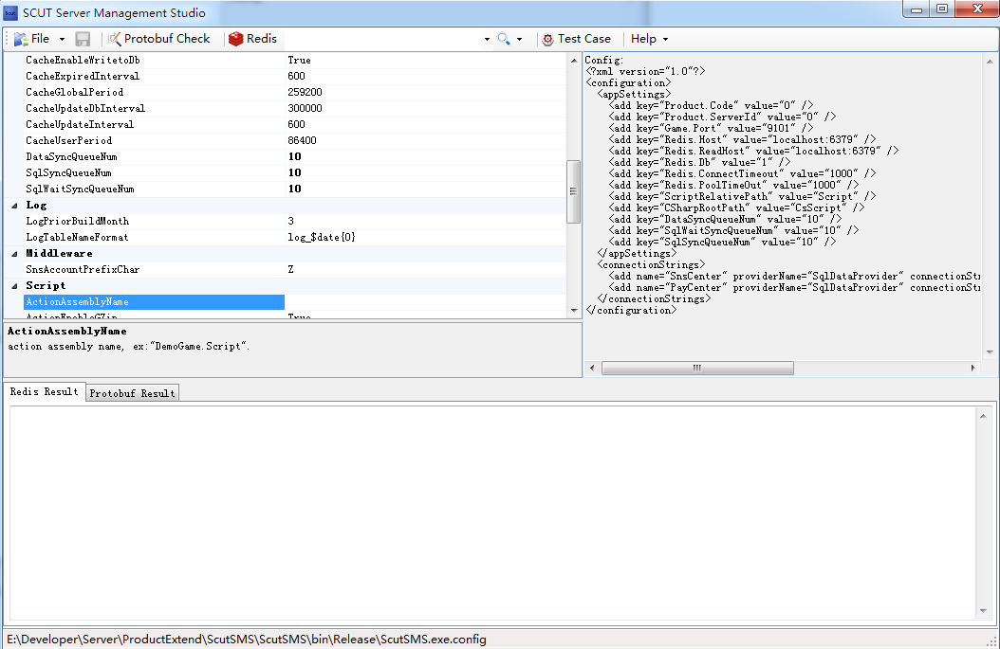 Scut SCUT Server Management Studio
File Protobuf Check Redis Test Case Help
CacheEnableWritetoDb True
CacheExpiredInterval 600
CacheGlobalPeriod 259200
CacheUpdateDbInterval 300000
CacheUpdateInterval 600
CacheUserPeriod 86400
DataSyncQueueNum 10
SqlSyncQueueNum 10
SqlWaitSyncQueueNum 10
Log
LogPriorBuildMonth 3
LogTableNameFormat log_$date{0}
Middleware
SnsAccountPrefixChar Z
Script
ActionAssemblyName
ActionEnableGZip True
ActionAssemblyName
action assembly name, ex:"DemoGame.Script".
Config:
<?xml version="1.0"?>
<configuration>
<appSettings>
<add key="Product.Code" value="0" />
<add key="Product.ServerId" value="0" />
<add key="Game.Port" value="9101" />
<add key="Redis.Host" value="localhost:6379" />
<add key="Redis.ReadHost" value="localhost:6379" />
<add key="Redis.Db" value="1" />
<add key="Redis.ConnectTimeout" value="1000" />
<add key="Redis.PoolTimeOut" value="1000" />
<add key="ScriptRelativePath" value="Script" />
<add key="CSharpRootPath" value="CsScript" />
<add key="DataSyncQueueNum" value="10" />
<add key="SqlWaitSyncQueueNum" value="10" />
<add key="SqlSyncQueueNum" value="10" />
</appSettings>
<connectionStrings>
<add name="SnsCenter" providerName="SqlDataProvider" connectionStr
<add name="PayCenter" providerName="SqlDataProvider" connectionStr
</connectionStrings>
</configuration>
Redis Result Protobuf Result
E:\Developer\Server\ProductExtend\ScutSMS\ScutSMS\bin\Release\ScutSMS.exe.config